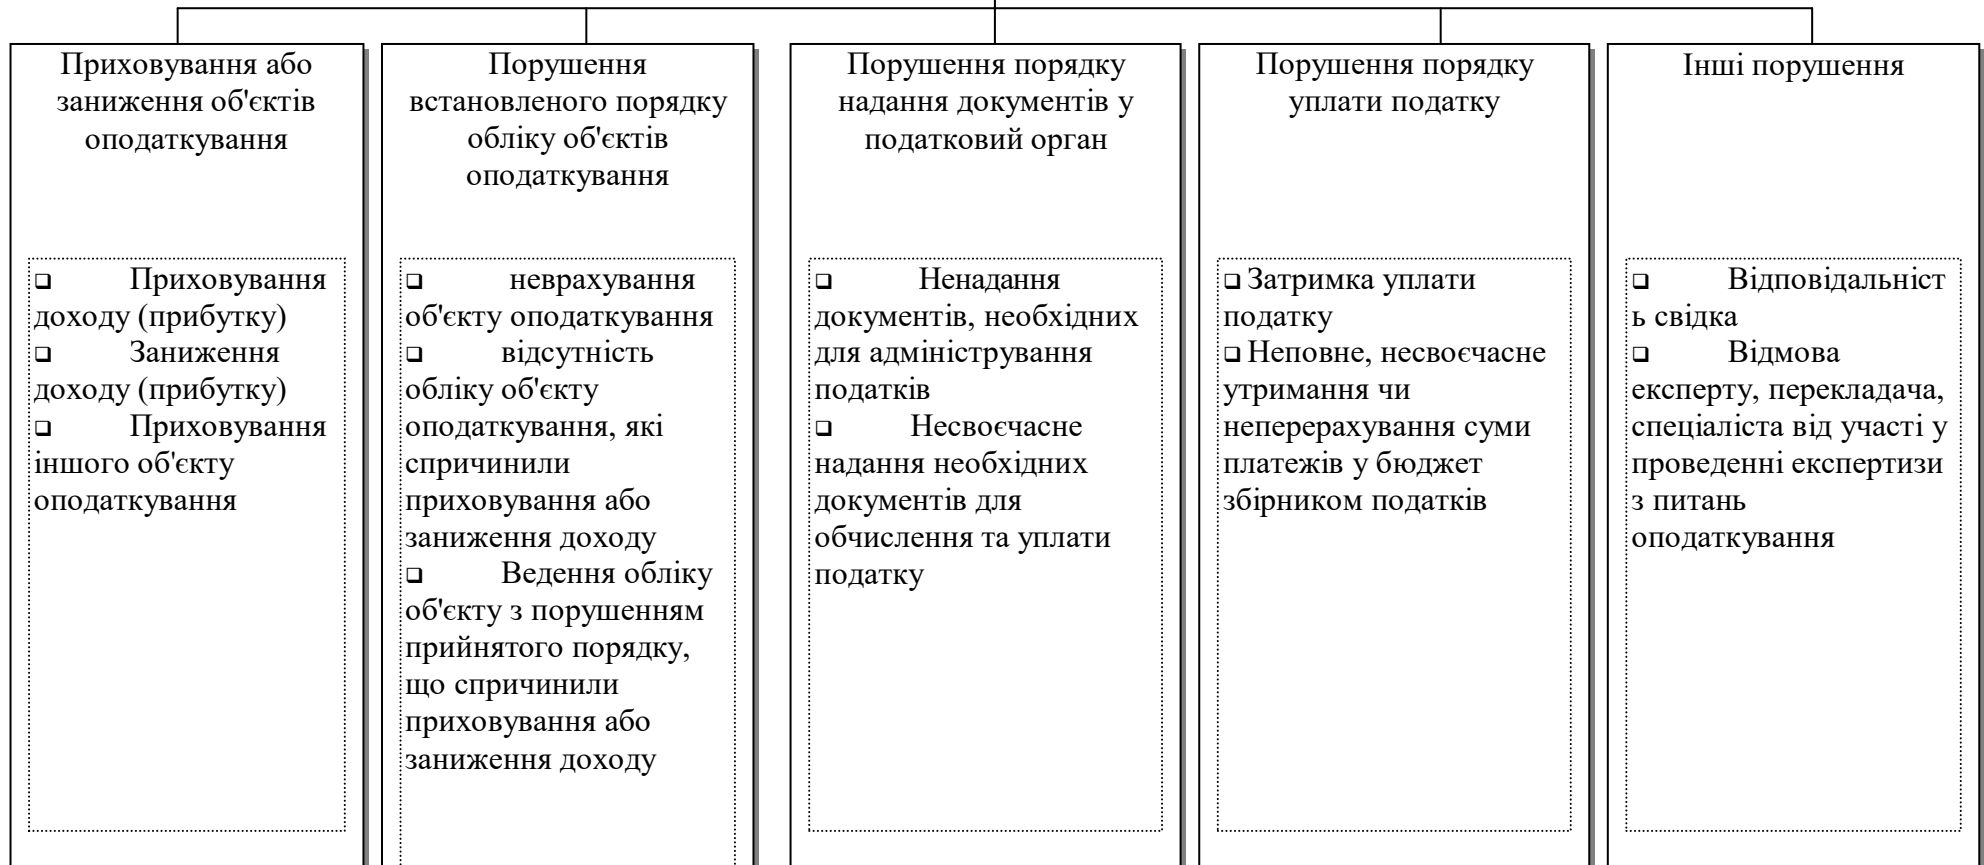 Приховування або
заниження об'єктів
оподаткування
❑ Приховування
доходу (прибутку)
❑ Заниження
доходу (прибутку)
❑ Приховування
іншого об'єкту
оподаткування
Порушення
встановленого порядку
обліку об'єктів
оподаткування
❑ неврахування
об'єкту оподаткування
❑ відсутність
обліку об'єкту
оподаткування, які
спричинили
приховування або
заниження доходу
❑ Ведення обліку
об'єкту з порушенням
прийнятого порядку,
що спричинили
приховування або
заниження доходу
Порушення порядку
надання документів у
податковий орган
❑ Ненадання
документів, необхідних
для адміністрування
податків
❑ Несвоєчасне
надання необхідних
документів для
обчислення та уплати
податку
Порушення порядку
уплати податку
❑ Затримка уплати
податку
❑ Неповне, несвоєчасне
утримання чи
неперерахування суми
платежів у бюджет
збірником податків
Інші порушення
❑ Відповідальніст
ь свідка
❑ Відмова
експерту, перекладача,
спеціаліста від участі у
проведенні експертизи
з питань
оподаткування